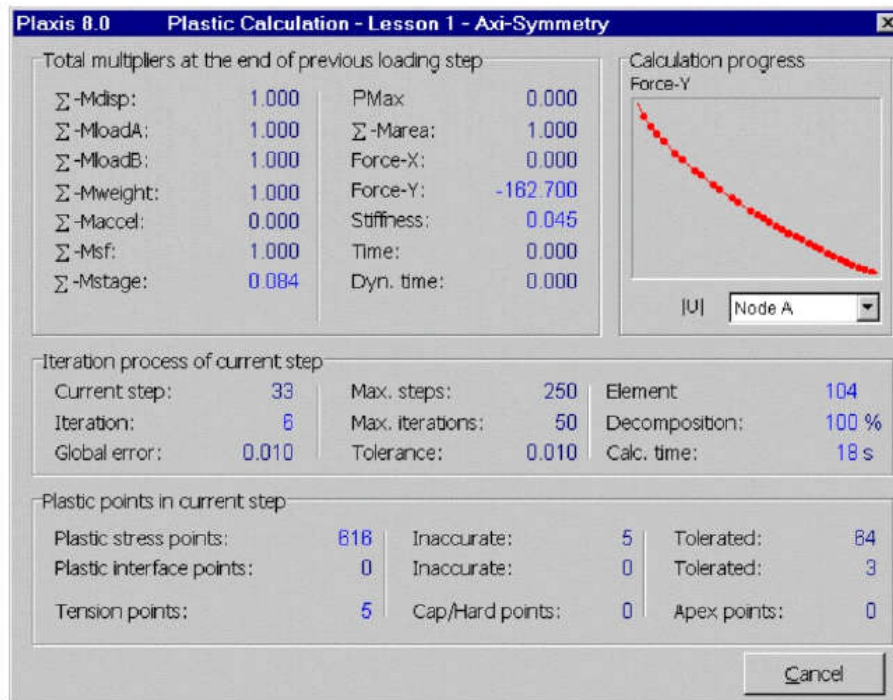 Plaxis 8.0 Plastic Calculation - Lesson 1 - Axi-Symmetry
Total multipliers at the end of previous loading step
Σ-Mdisp: 1.000 PMax 0.000
Σ-MloadA: 1.000 Σ-Marea: 1.000
Σ-MloadB: 1.000 Force-X: 0.000
Σ-Mweight: 1.000 Force-Y: -162.700
Σ-Maccel: 0.000 Stiffness: 0.045
Σ-Msf: 1.000 Time: 0.000
Σ-Mstage: 0.084 Dyn. time: 0.000
Calculation progress
Force-Y
|U| Node A
Iteration process of current step
Current step: 33 Max. steps: 250 Element 104
Iteration: 6 Max. iterations: 50 Decomposition: 100 %
Global error: 0.010 Tolerance: 0.010 Calc. time: 18 s
Plastic points in current step
Plastic stress points: 616 Inaccurate: 5 Tolerated: 64
Plastic interface points: 0 Inaccurate: 0 Tolerated: 3
Tension points: 5 Cap/Hard points: 0 Apex points: 0
Cancel